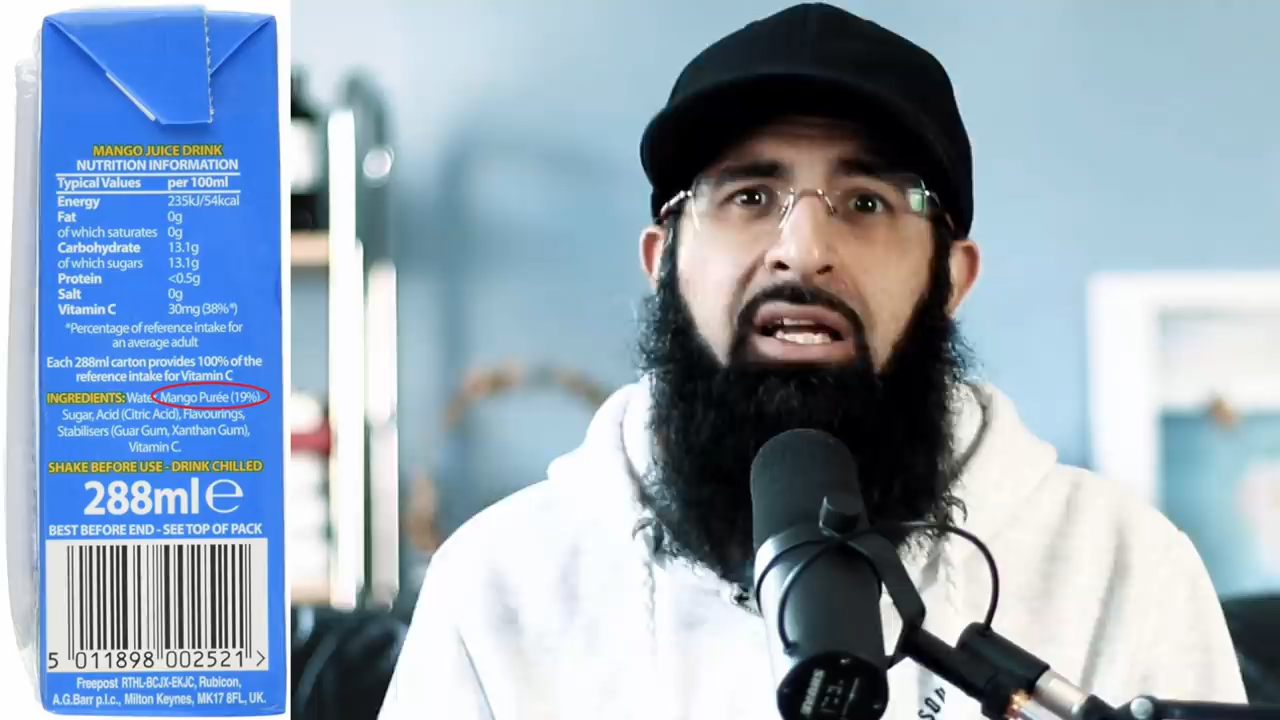 MANGO JUICE DRINK
NUTRITION INFORMATION
Typical Values per 100ml
Energy 235kJ/54kcal
Fat 0g
of which saturates 0g
Carbohydrate 13.1g
of which sugars 13.1g
Protein <0.5g
Salt 0g
Vitamin C 30mg (38%*)
*Percentage of reference intake for
an average adult
Each 288ml carton provides 100% of the
reference intake for Vitamin C
INGREDIENTS: Water, Mango Purée (19%),
Sugar, Acid (Citric Acid), Flavourings,
Stabilisers (Guar Gum, Xanthan Gum),
Vitamin C.
SHAKE BEFORE USE - DRINK CHILLED
288ml e
BEST BEFORE END - SEE TOP OF PACK
5 011898 002521 >
Freepost RTHL-BCJX-EKJC, Rubicon,
A.G.Barr p.l.c., Milton Keynes, MK17 8FL, UK.
SHURE